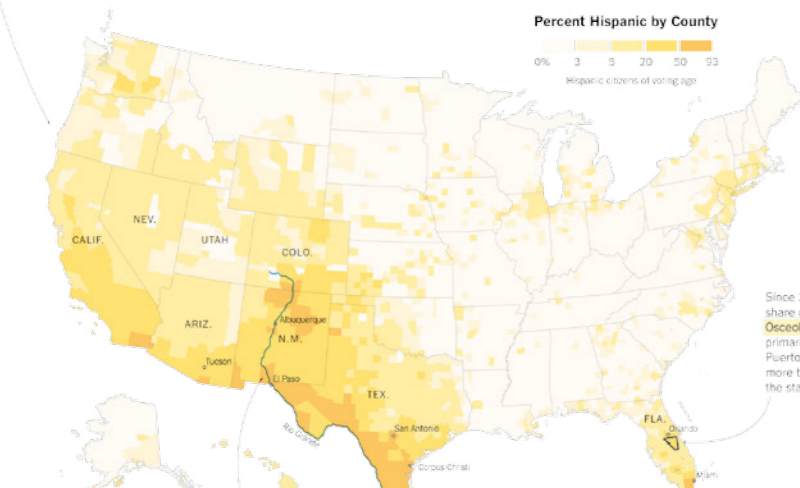 Percent Hispanic by County
0% 3 5 20 50 93
Hispanic citizens of voting age
NEV.
CALIF.
UTAH
COLO.
ARIZ.
Albuquerque
N.M.
Tucson
El Paso
TEX.
Rio Grande
San Antonio
Corpus Christi
FLA.
Orlando
Miami
Since
share
Osceol
primar
Puerto
more t
the sta